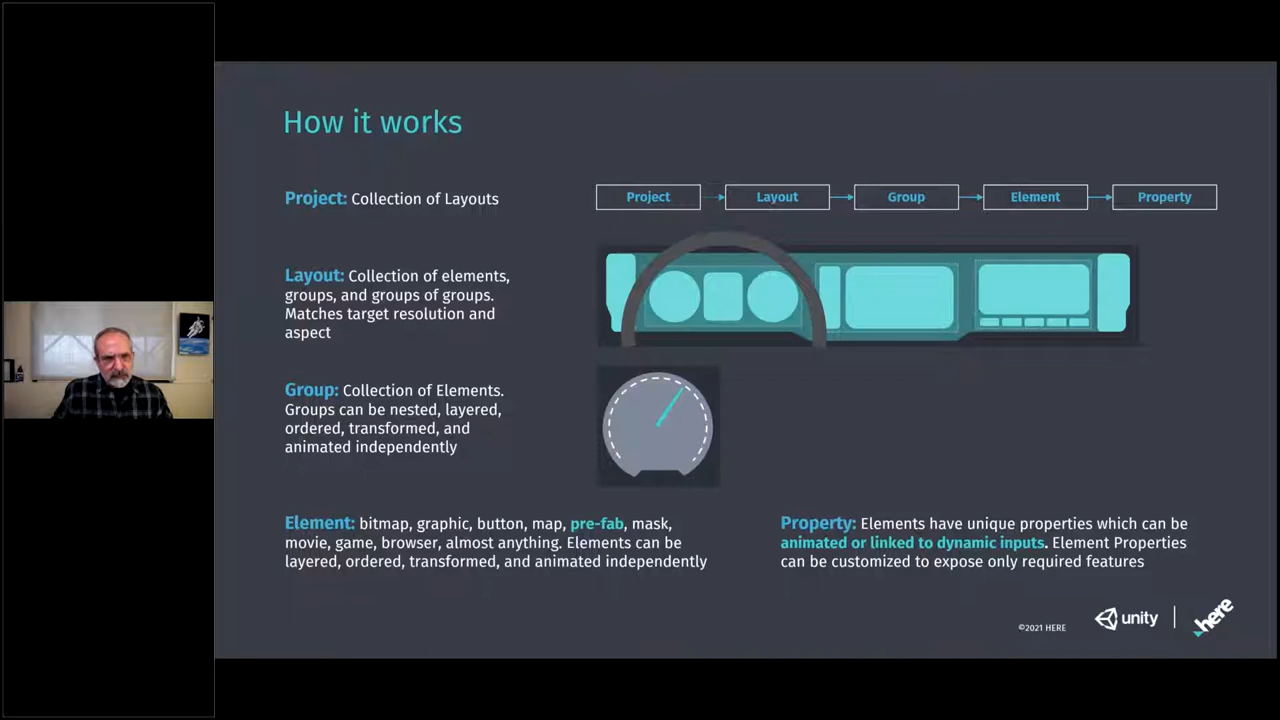 How it works
Project: Collection of Layouts
Project
Layout
Group
Element
Property
Layout: Collection of elements,
groups, and groups of groups.
Matches target resolution and
aspect
Group: Collection of Elements.
Groups can be nested, layered,
ordered, transformed, and
animated independently
Element: bitmap, graphic, button, map, pre-fab, mask,
movie, game, browser, almost anything. Elements can be
layered, ordered, transformed, and animated independently
Property: Elements have unique properties which can be
animated or linked to dynamic inputs. Element Properties
can be customized to expose only required features
©2021 HERE
unity
here